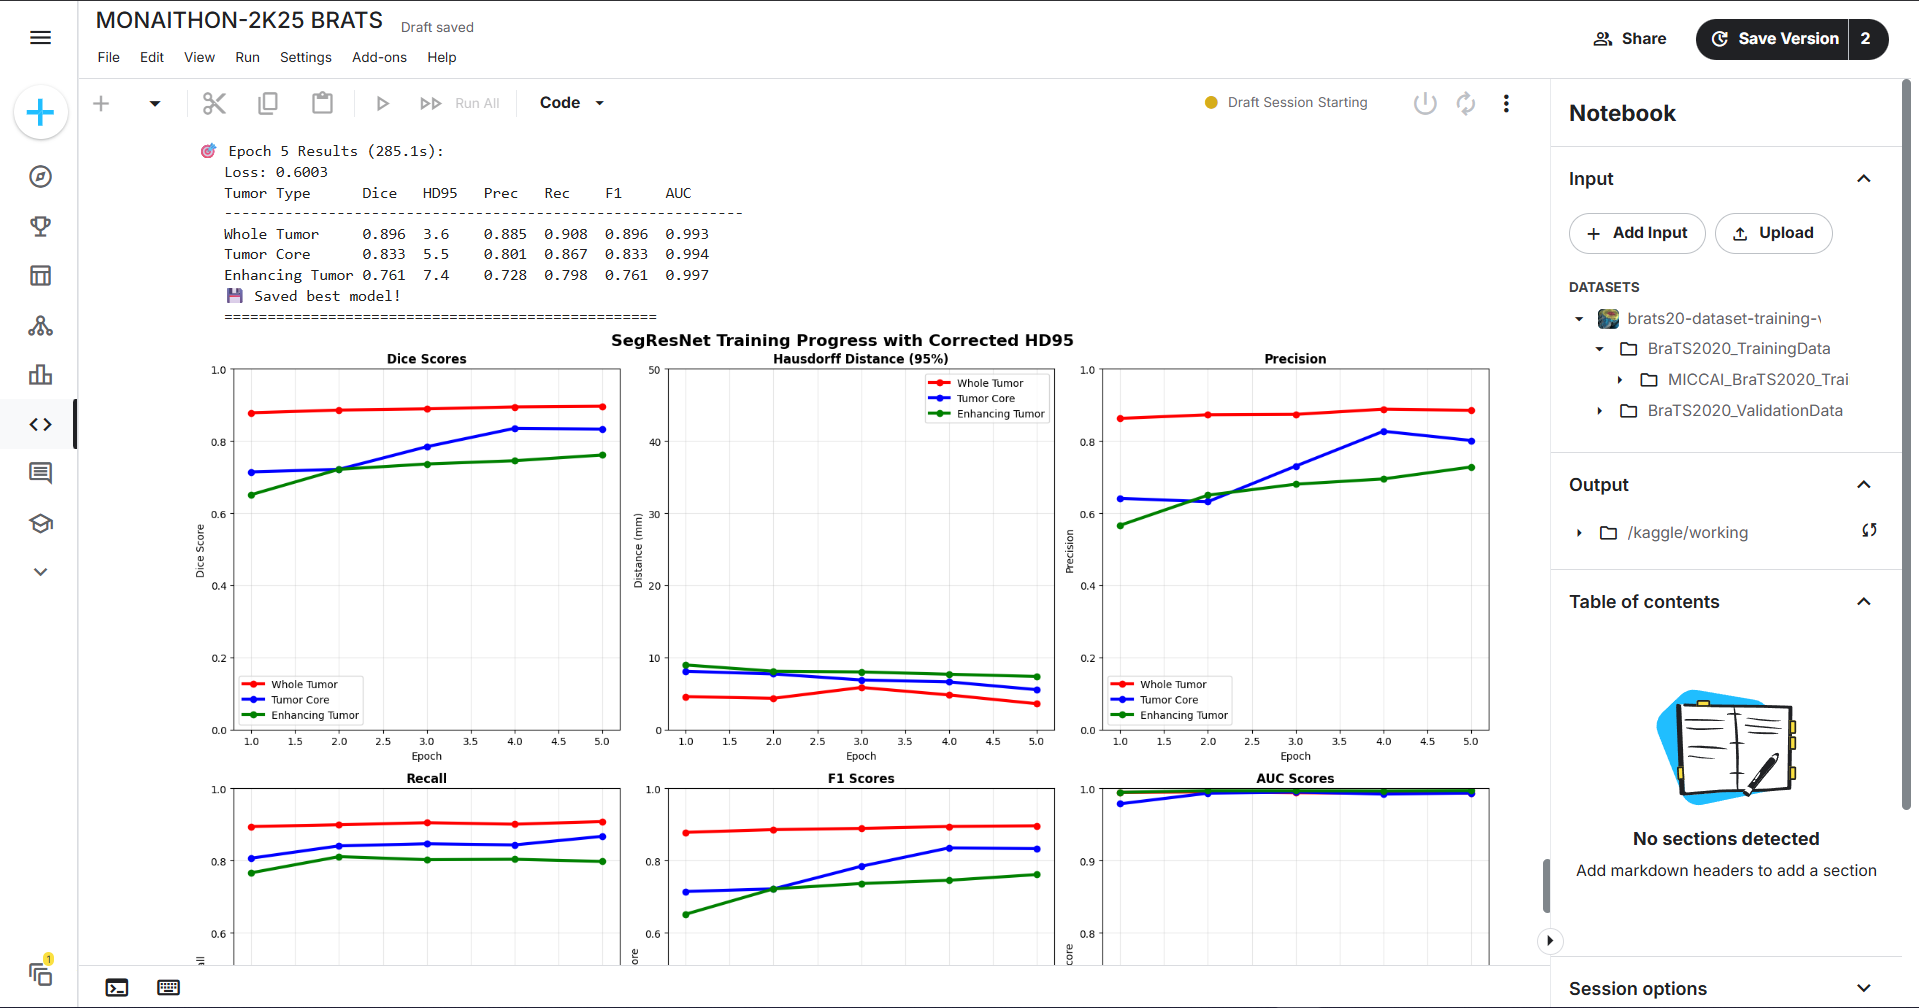 MONAITHON-2K25 BRATS
Draft saved
File Edit View Run Settings Add-ons Help
Share
Save Version 2
Run All
Code
Draft Session Starting
🎯 Epoch 5 Results (285.1s):
Loss: 0.6003
Tumor Type Dice HD95 Prec Rec F1 AUC
------------------------------------------------------------
Whole Tumor 0.896 3.6 0.885 0.908 0.896 0.993
Tumor Core 0.833 5.5 0.801 0.867 0.833 0.994
Enhancing Tumor 0.761 7.4 0.728 0.798 0.761 0.997
💾 Saved best model!
==================================================
SegResNet Training Progress with Corrected HD95
Dice Scores
1.0
0.8
0.6
0.4
0.2
0.0
Dice Score
Whole Tumor
Tumor Core
Enhancing Tumor
1.0 1.5 2.0 2.5 3.0 3.5 4.0 4.5 5.0
Epoch
Hausdorff Distance (95%)
50
40
30
20
10
0
Distance (mm)
Whole Tumor
Tumor Core
Enhancing Tumor
1.0 1.5 2.0 2.5 3.0 3.5 4.0 4.5 5.0
Epoch
Precision
1.0
0.8
0.6
0.4
0.2
0.0
Precision
Whole Tumor
Tumor Core
Enhancing Tumor
1.0 1.5 2.0 2.5 3.0 3.5 4.0 4.5 5.0
Epoch
Recall
1.0
0.8
0.6
all
F1 Scores
1.0
0.8
0.6
ore
AUC Scores
1.0
0.9
0.8
core
Notebook
Input
Add Input
Upload
DATASETS
brats20-dataset-training-v
BraTS2020_TrainingData
MICCAI_BraTS2020_Trai
BraTS2020_ValidationData
Output
/kaggle/working
Table of contents
No sections detected
Add markdown headers to add a section
Session options
1